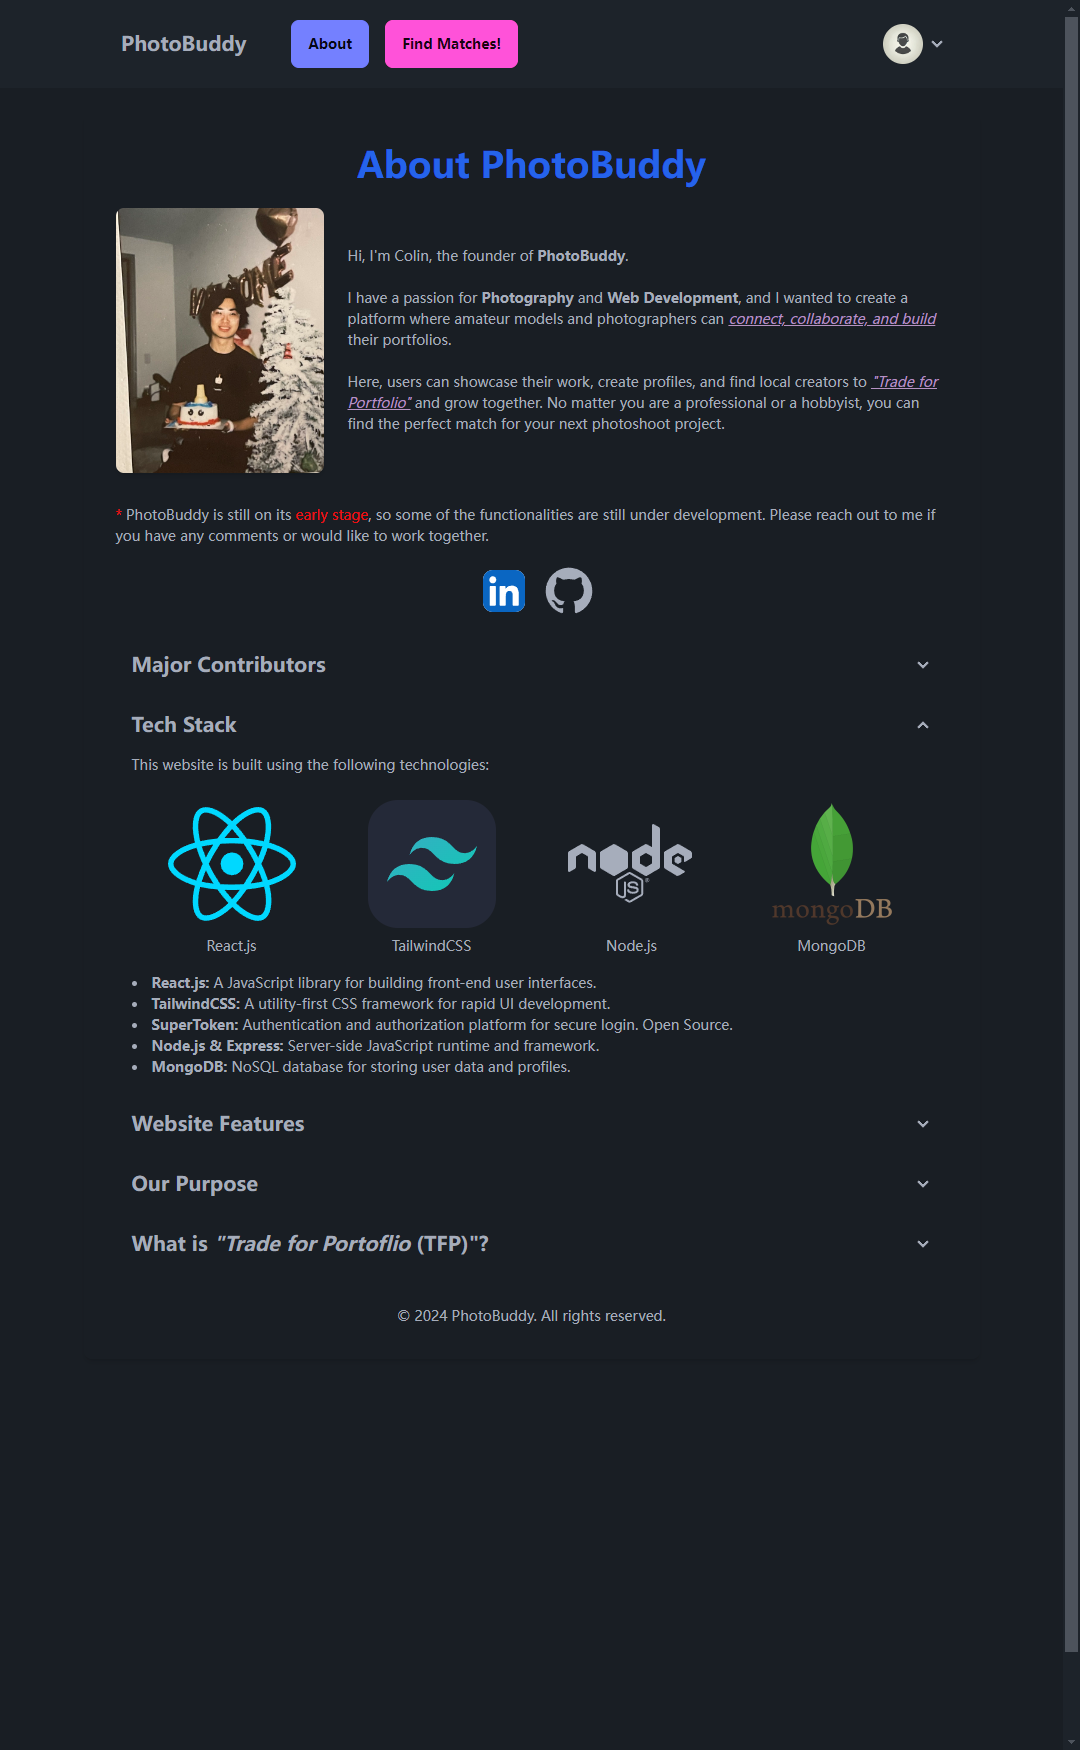 PhotoBuddy
About
Find Matches!
About PhotoBuddy
Hi, I'm Colin, the founder of PhotoBuddy.
I have a passion for Photography and Web Development, and I wanted to create a
platform where amateur models and photographers can connect, collaborate, and build
their portfolios.
Here, users can showcase their work, create profiles, and find local creators to "Trade for
Portfolio" and grow together. No matter you are a professional or a hobbyist, you can
find the perfect match for your next photoshoot project.
* PhotoBuddy is still on its early stage, so some of the functionalities are still under development. Please reach out to me if
you have any comments or would like to work together.
in
Major Contributors
Tech Stack
This website is built using the following technologies:
node
JS
mongoDB
React.js
TailwindCSS
Node.js
MongoDB
• React.js: A JavaScript library for building front-end user interfaces.
• TailwindCSS: A utility-first CSS framework for rapid UI development.
• SuperToken: Authentication and authorization platform for secure login. Open Source.
• Node.js & Express: Server-side JavaScript runtime and framework.
• MongoDB: NoSQL database for storing user data and profiles.
Website Features
Our Purpose
What is "Trade for Portoflio (TFP)"?
© 2024 PhotoBuddy. All rights reserved.